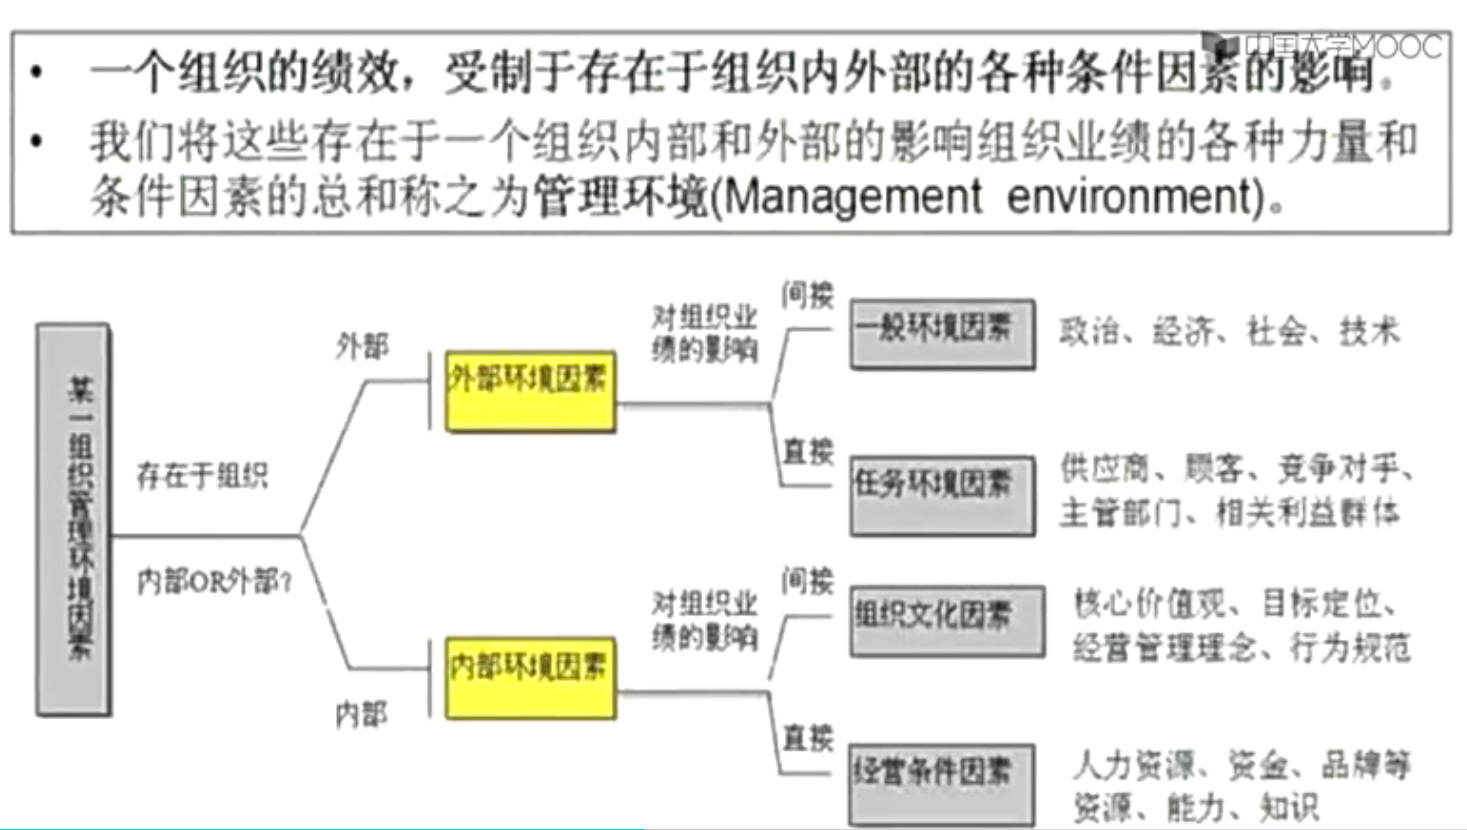 中国大学MOOC
• 一个组织的绩效，受制于存在于组织内外部的各种条件因素的影响。
• 我们将这些存在于一个组织内部和外部的影响组织业绩的各种力量和
条件因素的总和称之为管理环境(Management environment)。
某一组织管理环境因素
存在于组织
内部OR外部?
外部
外部环境因素
对组织业
绩的影响
间接
一般环境因素
政治、经济、社会、技术
直接
任务环境因素
供应商、顾客、竞争对手、
主管部门、相关利益群体
内部
内部环境因素
对组织业
绩的影响
间接
组织文化因素
核心价值观、目标定位、
经营管理理念、行为规范
直接
经营条件因素
人力资源、资金、品牌等
资源、能力、知识